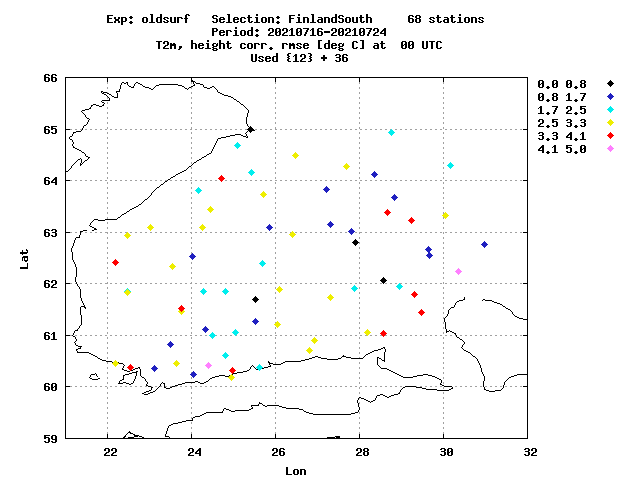 Exp: oldsurf Selection: FinlandSouth 68 stations
Period: 20210716-20210724
T2m, height corr. rmse [deg C] at 00 UTC
Used {12} + 36
0.0 0.8
0.8 1.7
1.7 2.5
2.5 3.3
3.3 4.1
4.1 5.0
66
65
64
63
62
61
60
59
Lat
22 24 26 28 30 32
Lon